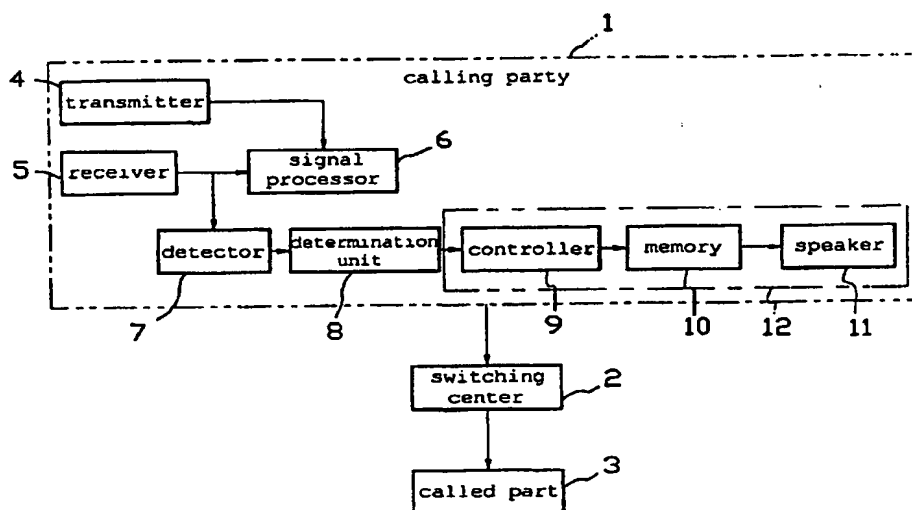 1
calling party
4
transmitter
6
5
receiver
signal
processor
detector
determination
unit
controller
memory
speaker
7
8
9
10
12
11
switching
center
2
called part
3